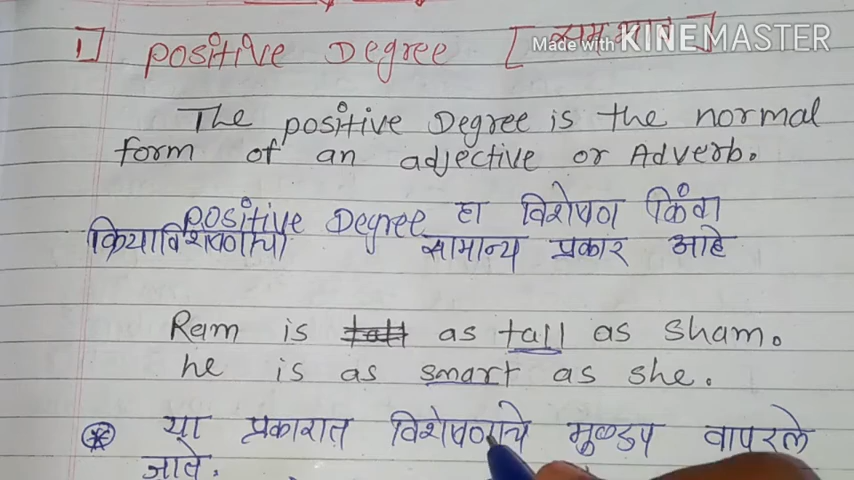 1] Positive Degree [
Made with KINEMASTER
The positive Degree is the normal
form of an adjective or Adverb.
positive Degree हा विशेषण किंवा
क्रियाविशेषणाचा सामान्य प्रकार आहे
Ram is as tall as Sham.
he is as smart as she.
या प्रकारात विशेषणाचे मुळरुप वापरले
जाते.